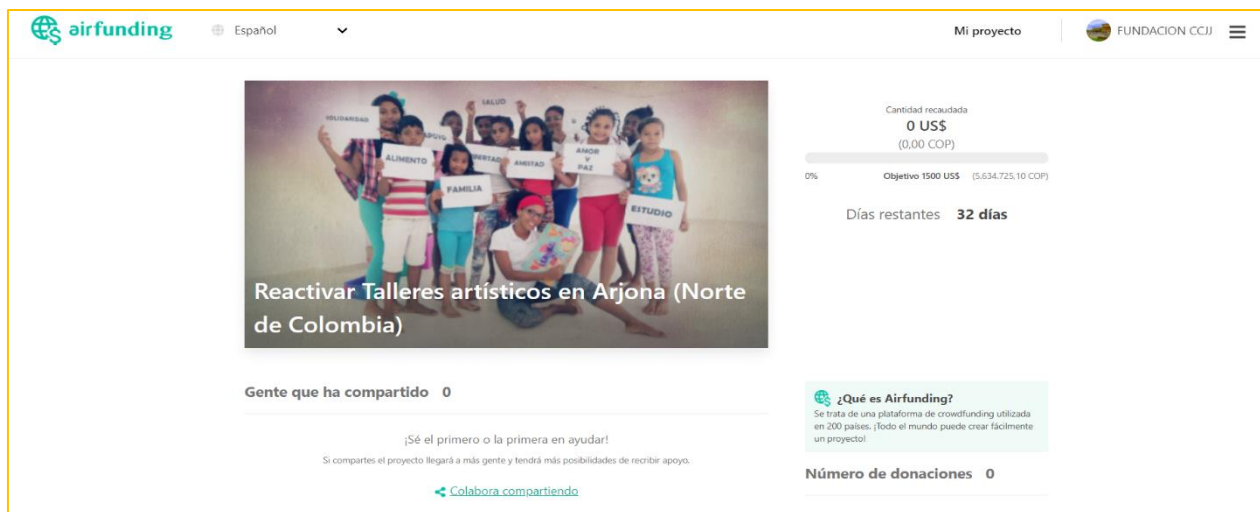 airfunding
Español
Mi proyecto
FUNDACION CCJJ
SOLIDARIDAD
SALUD
APOYO
ALIMENTO
AMISTAD
AMOR
Y
PAZ
FAMILIA
ESTUDIO
Reactivar Talleres artísticos en Arjona (Norte
de Colombia)
Cantidad recaudada
0 US$
(0,00 COP)
0% Objetivo 1500 US$ (5.634.725,10 COP)
Días restantes 32 días
Gente que ha compartido 0
¡Sé el primero o la primera en ayudar!
Si compartes el proyecto llegará a más gente y tendrá más posibilidades de recribir apoyo.
Colabora compartiendo
¿Qué es Airfunding?
Se trata de una plataforma de crowdfunding utilizada
en 200 países. ¡Todo el mundo puede crear fácilmente
un proyecto!
Número de donaciones 0